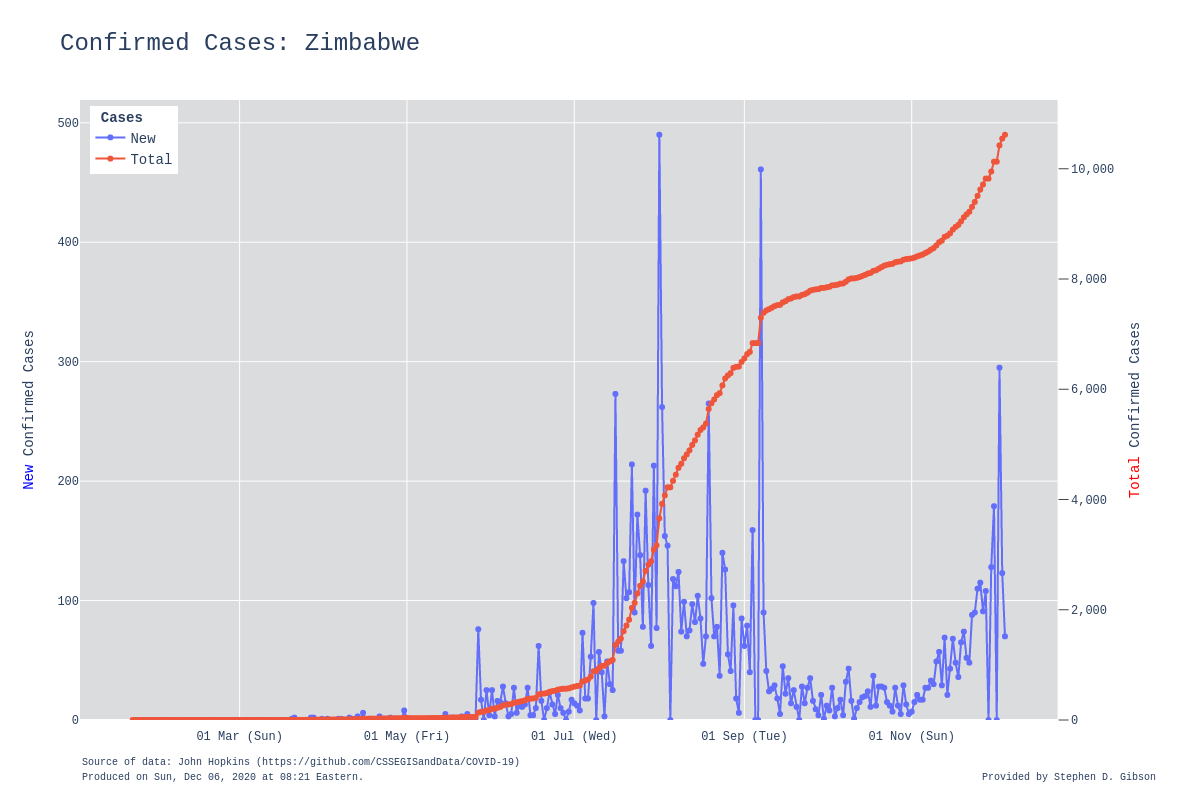 Confirmed Cases: Zimbabwe
Cases
New
Total
500
400
300
200
100
0
10,000
8,000
6,000
4,000
2,000
0
New Confirmed Cases
Total Confirmed Cases
01 Mar (Sun)
01 May (Fri)
01 Jul (Wed)
01 Sep (Tue)
01 Nov (Sun)
Source of data: John Hopkins (https://github.com/CSSEGISandData/COVID-19)
Produced on Sun, Dec 06, 2020 at 08:21 Eastern.
Provided by Stephen D. Gibson